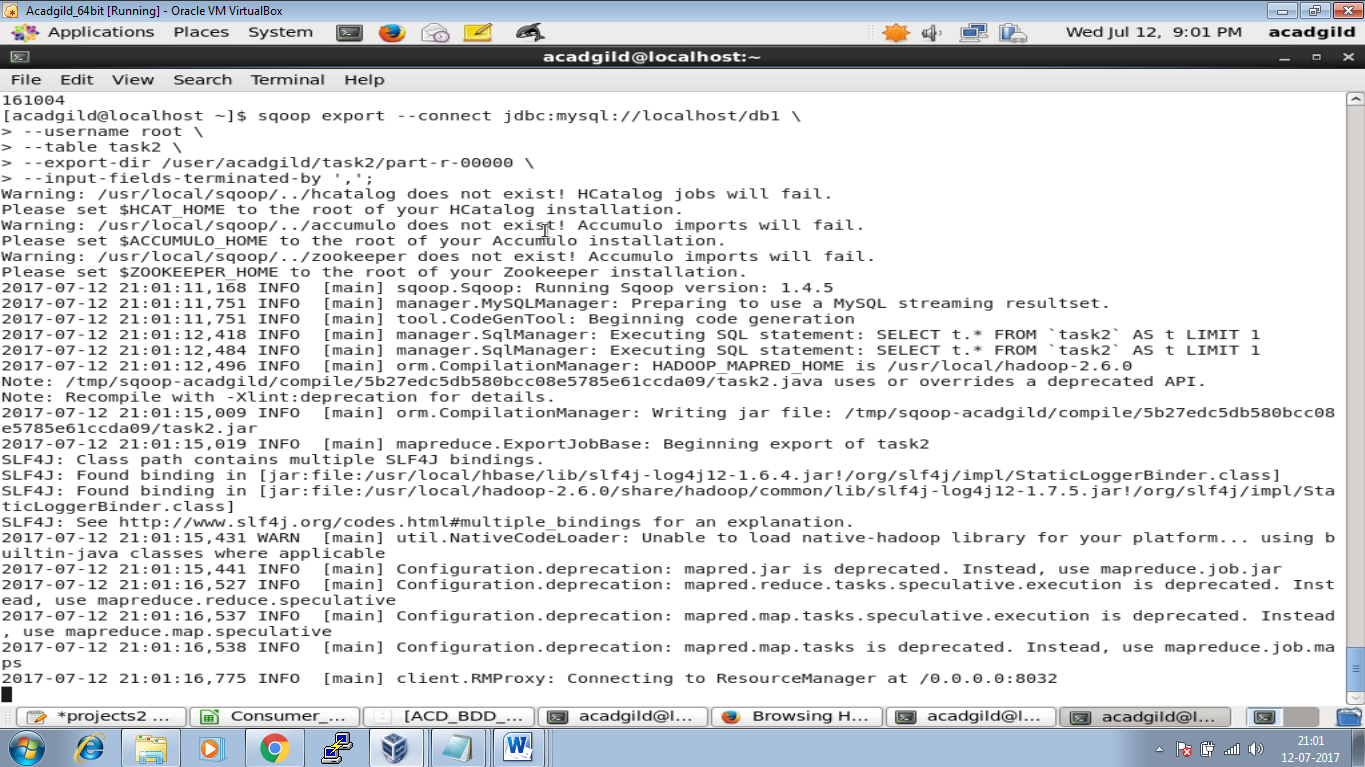 Acadgild_64bit [Running] - Oracle VM VirtualBox
Applications Places System Wed Jul 12, 9:01 PM acadgild
acadgild@localhost:~
File Edit View Search Terminal Help
161004
[acadgild@localhost ~]$ sqoop export --connect jdbc:mysql://localhost/db1 \
> --username root \
> --table task2 \
> --export-dir /user/acadgild/task2/part-r-00000 \
> --input-fields-terminated-by ',';
Warning: /usr/local/sqoop/../hcatalog does not exist! HCatalog jobs will fail.
Please set $HCAT_HOME to the root of your HCatalog installation.
Warning: /usr/local/sqoop/../accumulo does not exist! Accumulo imports will fail.
Please set $ACCUMULO_HOME to the root of your Accumulo installation.
Warning: /usr/local/sqoop/../zookeeper does not exist! Accumulo imports will fail.
Please set $ZOOKEEPER_HOME to the root of your Zookeeper installation.
2017-07-12 21:01:11,168 INFO  [main] sqoop.Sqoop: Running Sqoop version: 1.4.5
2017-07-12 21:01:11,751 INFO  [main] manager.MySQLManager: Preparing to use a MySQL streaming resultset.
2017-07-12 21:01:11,751 INFO  [main] tool.CodeGenTool: Beginning code generation
2017-07-12 21:01:12,418 INFO  [main] manager.SqlManager: Executing SQL statement: SELECT t.* FROM `task2` AS t LIMIT 1
2017-07-12 21:01:12,484 INFO  [main] manager.SqlManager: Executing SQL statement: SELECT t.* FROM `task2` AS t LIMIT 1
2017-07-12 21:01:12,496 INFO  [main] orm.CompilationManager: HADOOP_MAPRED_HOME is /usr/local/hadoop-2.6.0
Note: /tmp/sqoop-acadgild/compile/5b27edc5db580bcc08e5785e61ccda09/task2.java uses or overrides a deprecated API.
Note: Recompile with -Xlint:deprecation for details.
2017-07-12 21:01:15,009 INFO  [main] orm.CompilationManager: Writing jar file: /tmp/sqoop-acadgild/compile/5b27edc5db580bcc08
e5785e61ccda09/task2.jar
2017-07-12 21:01:15,019 INFO  [main] mapreduce.ExportJobBase: Beginning export of task2
SLF4J: Class path contains multiple SLF4J bindings.
SLF4J: Found binding in [jar:file:/usr/local/hbase/lib/slf4j-log4j12-1.6.4.jar!/org/slf4j/impl/StaticLoggerBinder.class]
SLF4J: Found binding in [jar:file:/usr/local/hadoop-2.6.0/share/hadoop/common/lib/slf4j-log4j12-1.7.5.jar!/org/slf4j/impl/Sta
ticLoggerBinder.class]
SLF4J: See http://www.slf4j.org/codes.html#multiple_bindings for an explanation.
2017-07-12 21:01:15,431 WARN  [main] util.NativeCodeLoader: Unable to load native-hadoop library for your platform... using b
uiltin-java classes where applicable
2017-07-12 21:01:15,441 INFO  [main] Configuration.deprecation: mapred.jar is deprecated. Instead, use mapreduce.job.jar
2017-07-12 21:01:16,527 INFO  [main] Configuration.deprecation: mapred.reduce.tasks.speculative.execution is deprecated. Inst
ead, use mapreduce.reduce.speculative
2017-07-12 21:01:16,537 INFO  [main] Configuration.deprecation: mapred.map.tasks.speculative.execution is deprecated. Instead
, use mapreduce.map.speculative
2017-07-12 21:01:16,538 INFO  [main] Configuration.deprecation: mapred.map.tasks is deprecated. Instead, use mapreduce.job.ma
ps
2017-07-12 21:01:16,775 INFO  [main] client.RMProxy: Connecting to ResourceManager at /0.0.0.0:8032
*projects2 ... Consumer_... [ACD_BDD_... acadgild@l... Browsing H... acadgild@l... acadgild@l...
21:01
12-07-2017